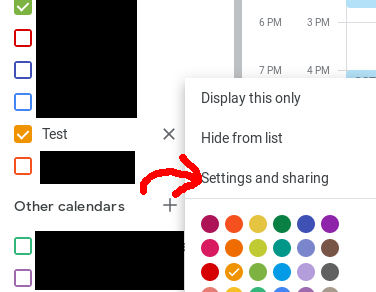 6 PM 3 PM
7 PM 4 PM
Display this only
Test
Hide from list
Settings and sharing
Other calendars